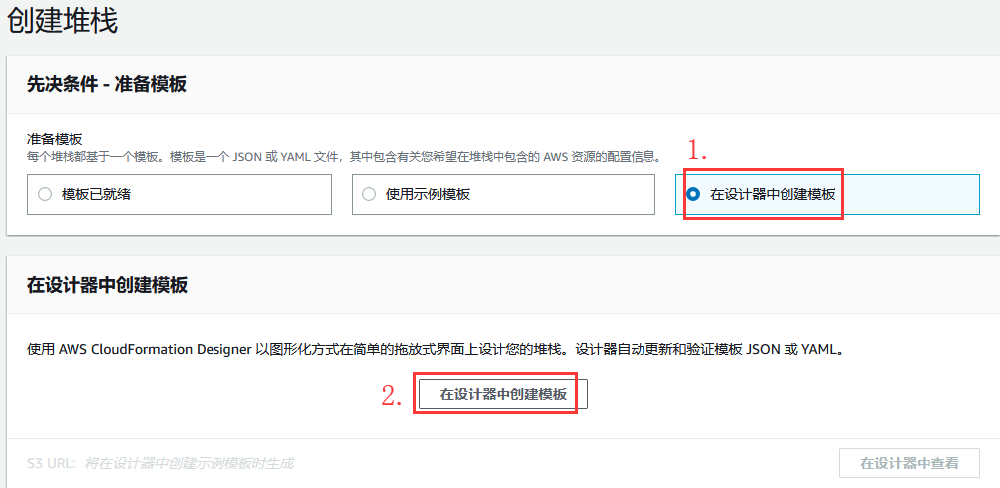 创建堆栈
先决条件 - 准备模板
准备模板
每个堆栈都基于一个模板。模板是一个 JSON 或 YAML 文件，其中包含有关您希望在堆栈中包含的 AWS 资源的配置信息。
1.
模板已就绪
使用示例模板
在设计器中创建模板
在设计器中创建模板
使用 AWS CloudFormation Designer 以图形化方式在简单的拖放式界面上设计您的堆栈。设计器自动更新和验证模板 JSON 或 YAML。
2.
在设计器中创建模板
S3 URL: 将在设计器中创建示例模板时生成
在设计器中查看